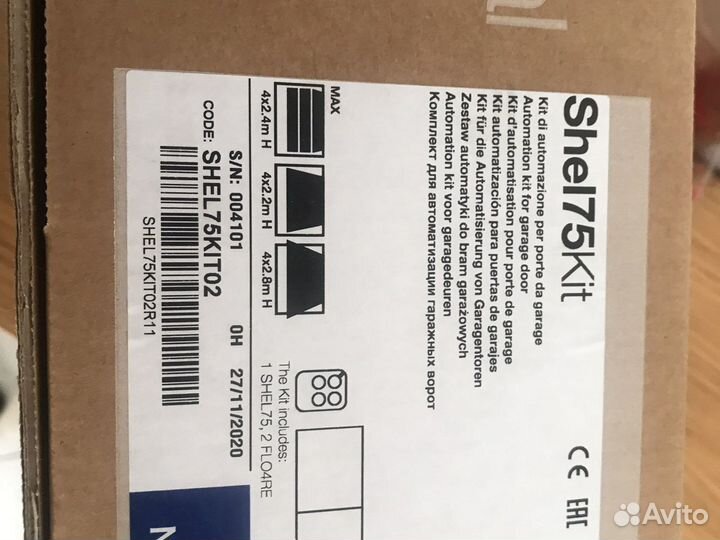 Shel75Kit
Kit di automazione per porte da garage
Automation kit for garage door
Kit d'automatisation pour porte de garage
Kit automatización para puertas de garajes
Kit für die Automatisierung von Garagentoren
Zestaw automatyki do bram garażowych
Automation kit voor garagedeuren
Комплект для автоматизации гаражных ворот
CE EAC
MAX
4x2.4m H
4x2.2m H
4x2.8m H
The Kit includes:
1 SHEL75, 2 FLO4RE
S/N: 004101 0H 27/11/2020
CODE: SHEL75KIT02
SHEL75KIT02R11
N
Avito